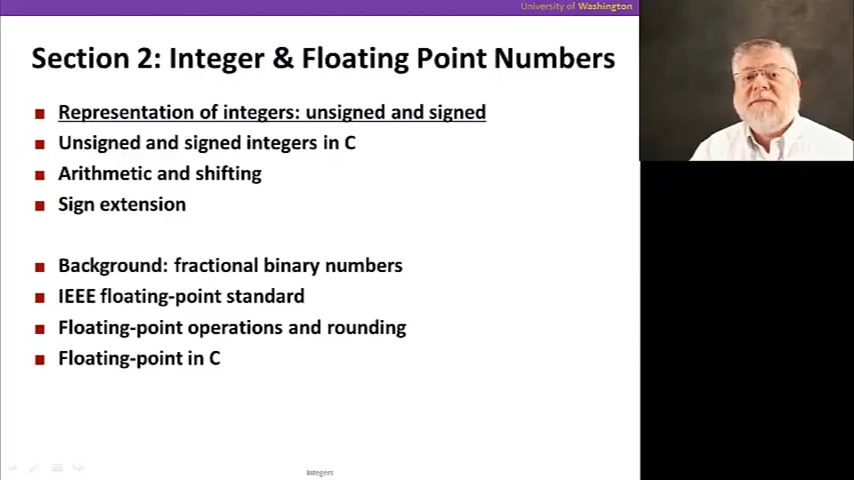 University of Washington
Section 2: Integer & Floating Point Numbers
Representation of integers: unsigned and signed
Unsigned and signed integers in C
Arithmetic and shifting
Sign extension
Background: fractional binary numbers
IEEE floating-point standard
Floating-point operations and rounding
Floating-point in C
Integers